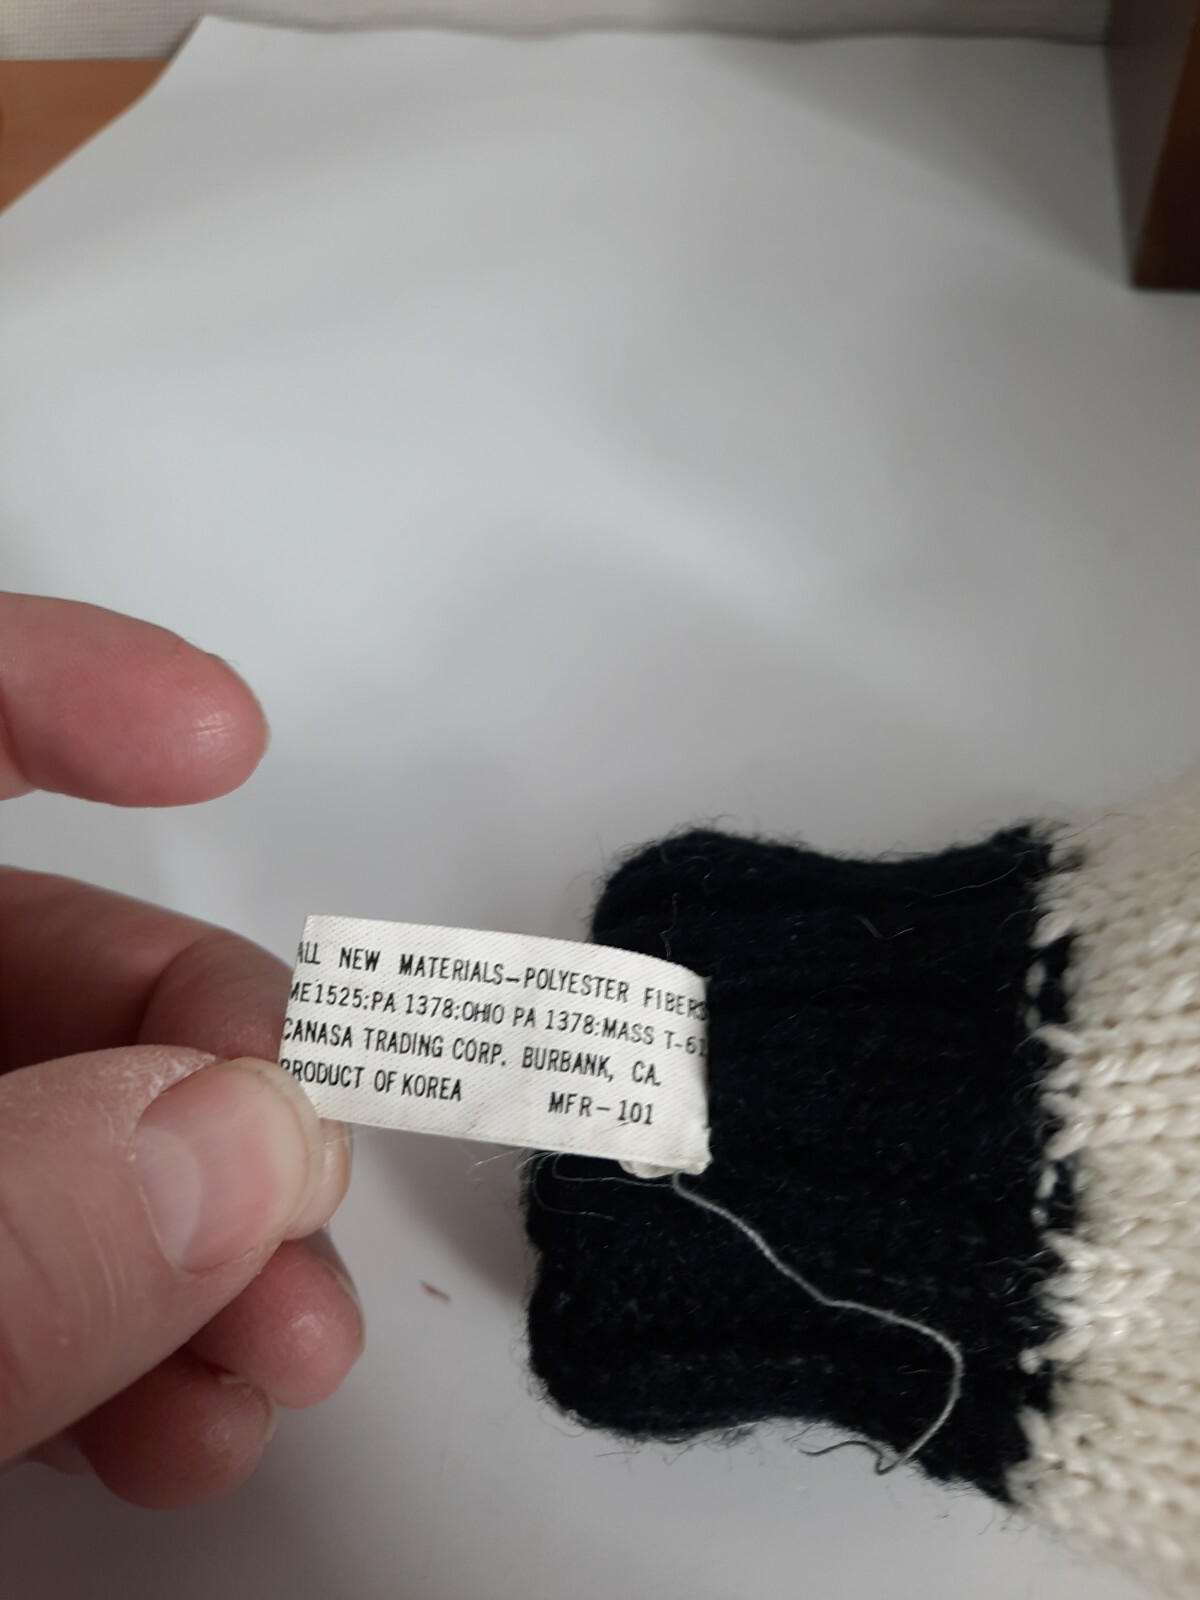 ALL NEW MATERIALS-POLYESTER FIBERS
ME1525:PA 1378:OHIO PA 1378:MASS T-61
CANASA TRADING CORP. BURBANK, CA.
PRODUCT OF KOREA MFR-101